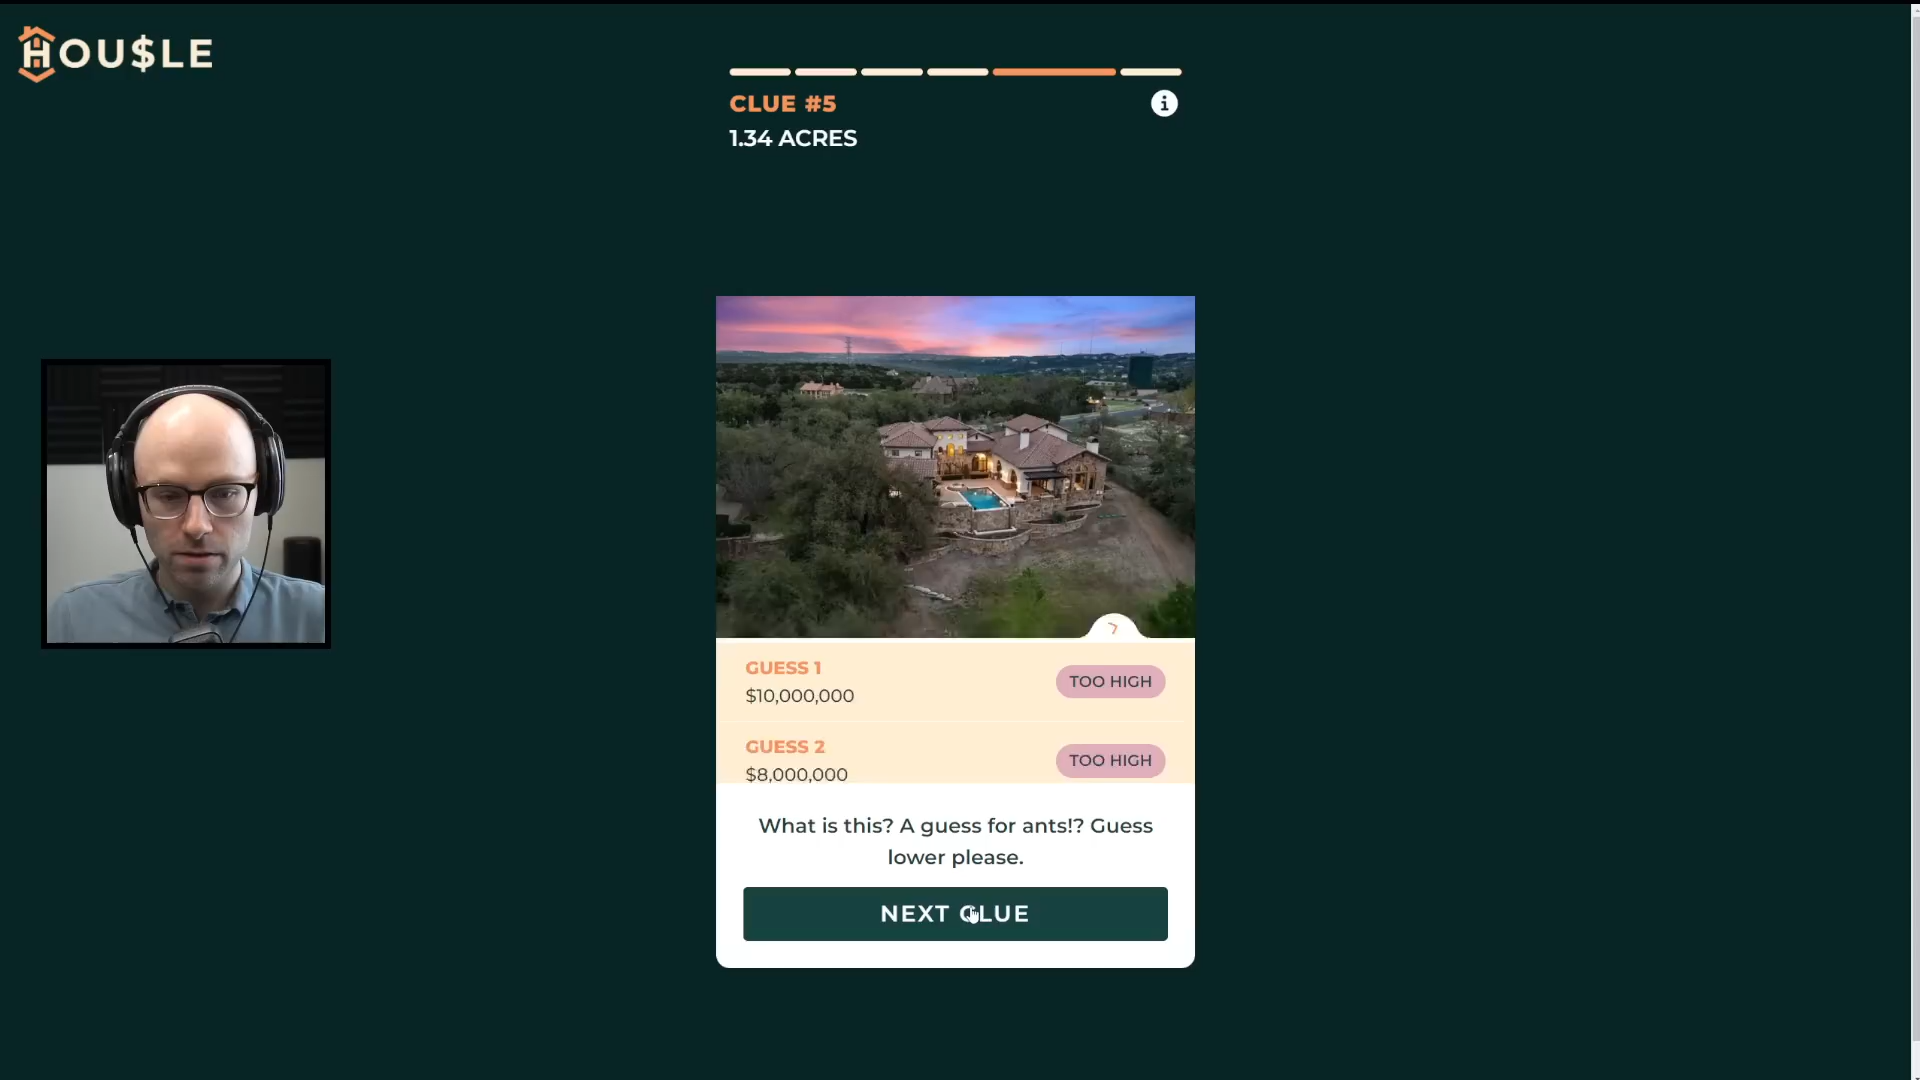 HOU$LE
CLUE #5
1.34 ACRES
GUESS 1
$10,000,000
TOO HIGH
GUESS 2
$8,000,000
TOO HIGH
What is this? A guess for ants!? Guess
lower please.
NEXT CLUE